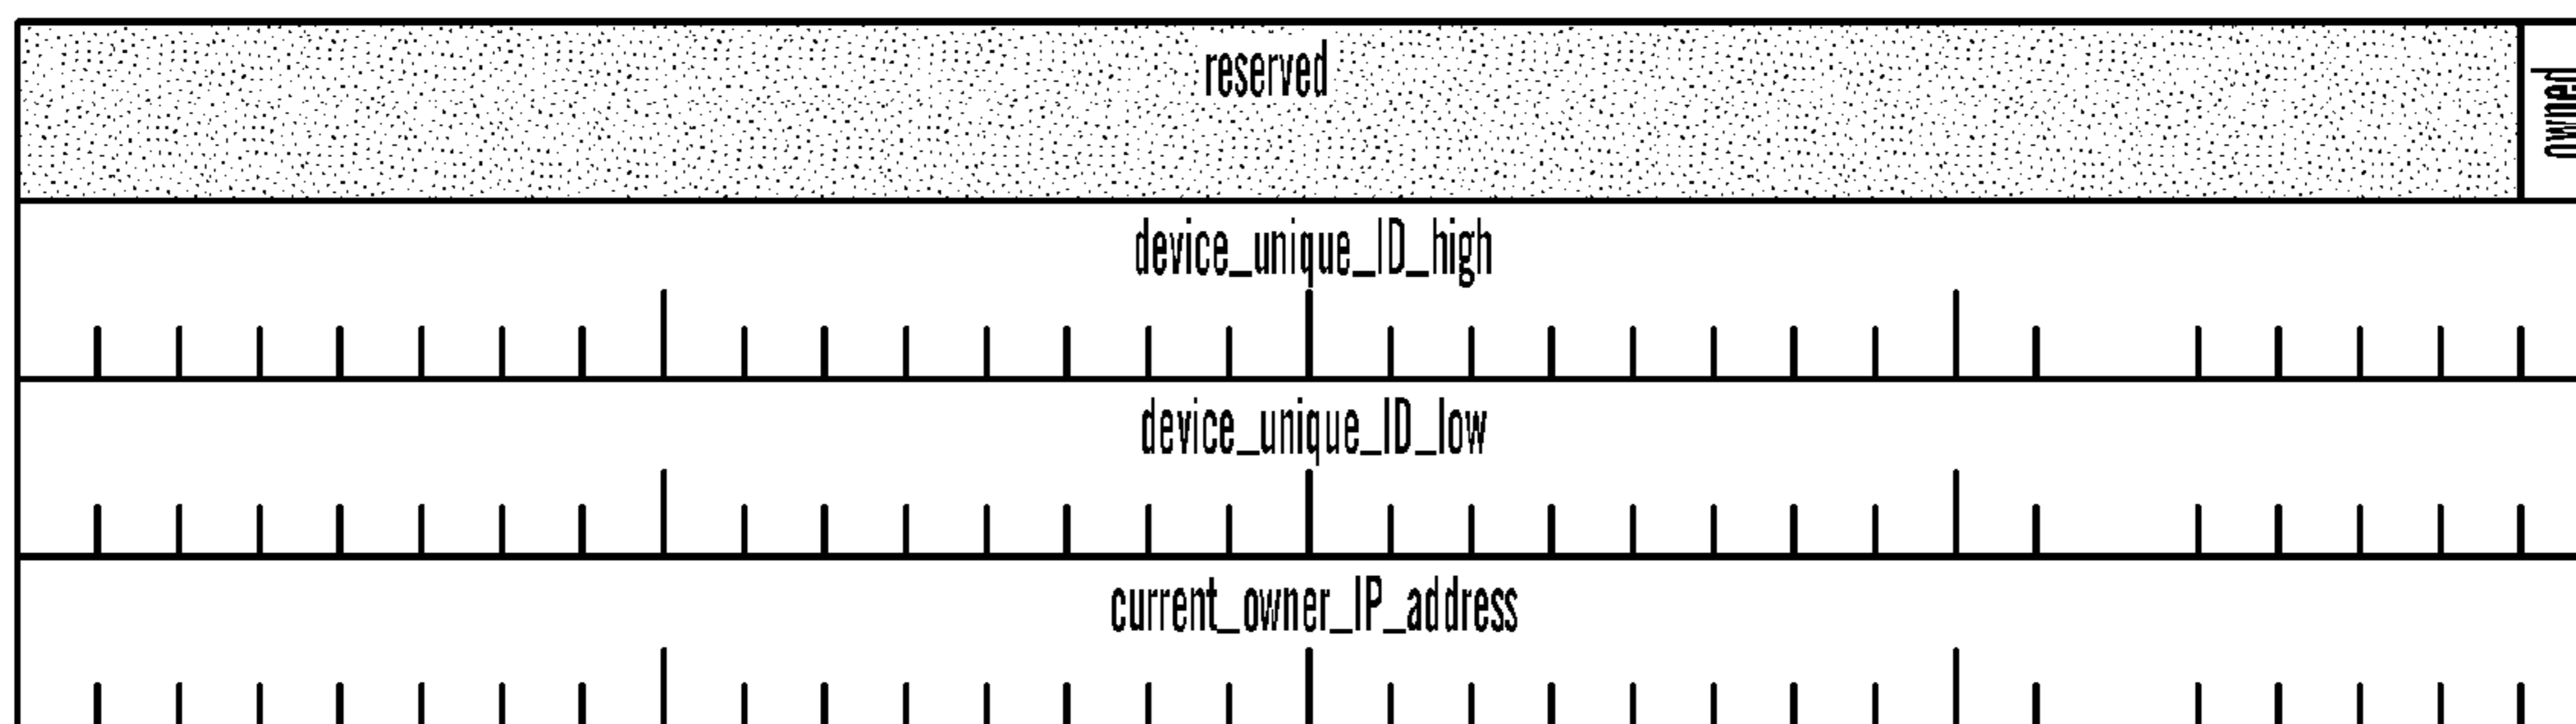 reserved
owned
device_unique_ID_high
device_unique_ID_low
current_owner_IP_address